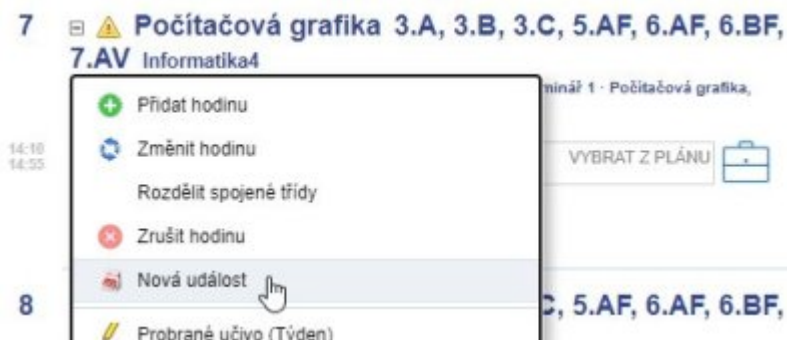 7 Počítačová grafika 3.A, 3.B, 3.C, 5.AF, 6.AF, 6.BF,
7.AV Informatika4
minář 1 · Počítačová grafika,
Přidat hodinu
14:10
14:55
Změnit hodinu
VYBRAT Z PLÁNU
Rozdělit spojené třídy
Zrušit hodinu
Nová událost
8 C, 5.AF, 6.AF, 6.BF,
Probrané učivo (Týden)